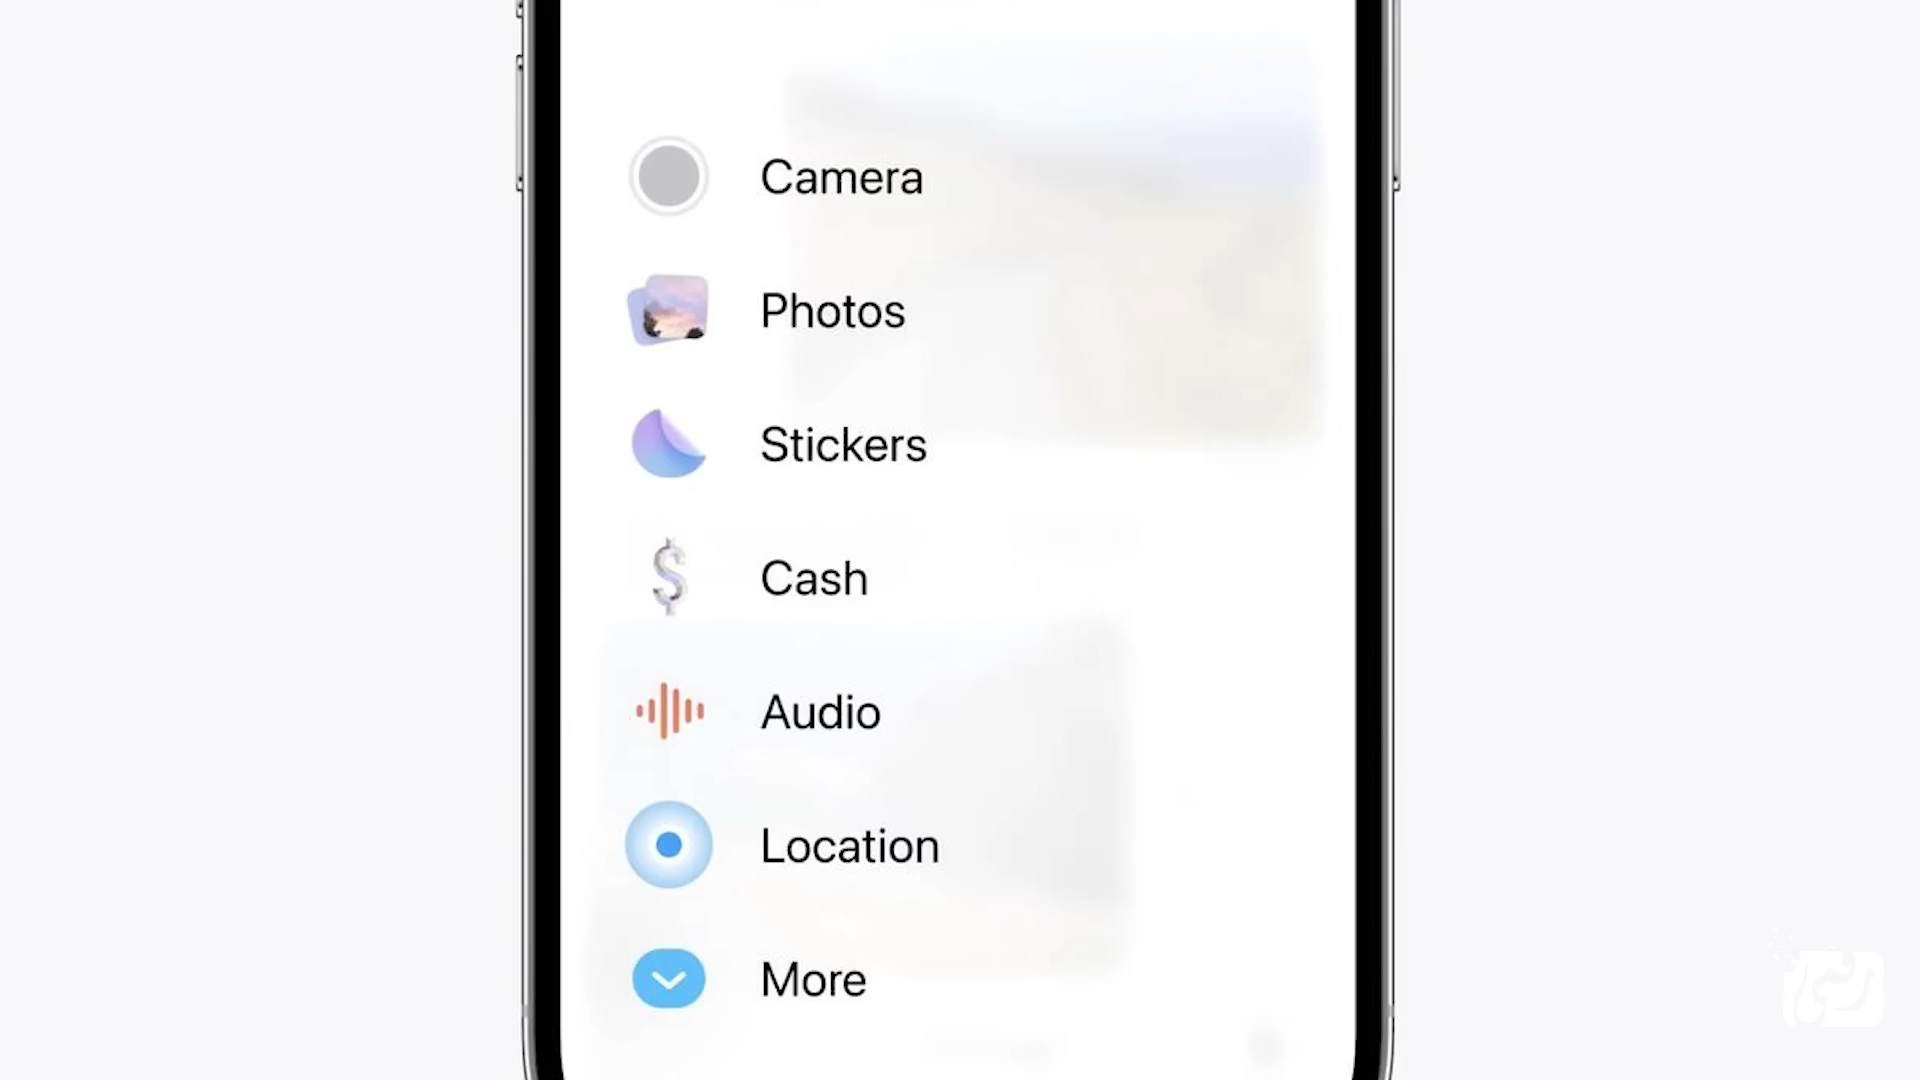 Camera
Photos
Stickers
Cash
Audio
Location
More